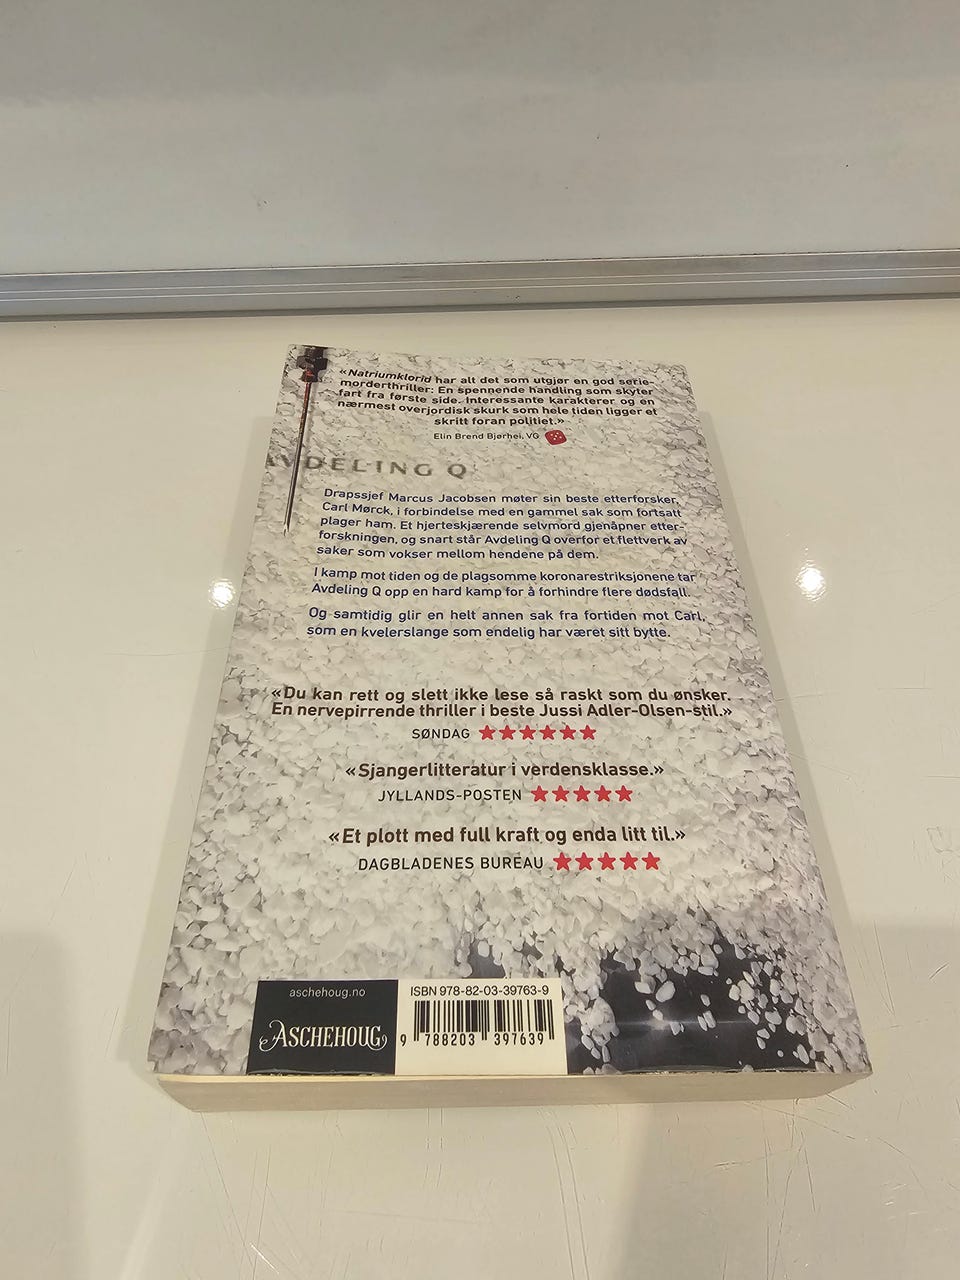 «Natriumklorid har alt det som utgjør en god serie-
morderthriller: En spennende handling som skyter
fart fra første side. Interessante karakterer og en
nærmest overjordisk skurk som hele tiden ligger et
skritt foran politiet.»
Elin Brend Bjørhei, VG
AVDELING Q
Drapssjef Marcus Jacobsen møter sin beste etterforsker,
Carl Mørck, i forbindelse med en gammel sak som fortsatt
plager ham. Et hjerteskjærende selvmord gjenåpner etter-
forskningen, og snart står Avdeling Q overfor et flettverk av
saker som vokser mellom hendene på dem.
I kamp mot tiden og de plagsomme koronarestriksjonene tar
Avdeling Q opp en hard kamp for å forhindre flere dødsfall.
Og samtidig glir en helt annen sak fra fortiden mot Carl,
som en kvelerslange som endelig har været sitt bytte.
«Du kan rett og slett ikke lese så raskt som du ønsker.
En nervepirrende thriller i beste Jussi Adler-Olsen-stil.»
SØNDAG ★★★★★★
«Sjangerlitteratur i verdensklasse.»
JYLLANDS-POSTEN ★★★★★
«Et plott med full kraft og enda litt til.»
DAGBLADENES BUREAU ★★★★★
aschehoug.no
ASCHEHOUG
ISBN 978-82-03-39763-9
9 788203 397639